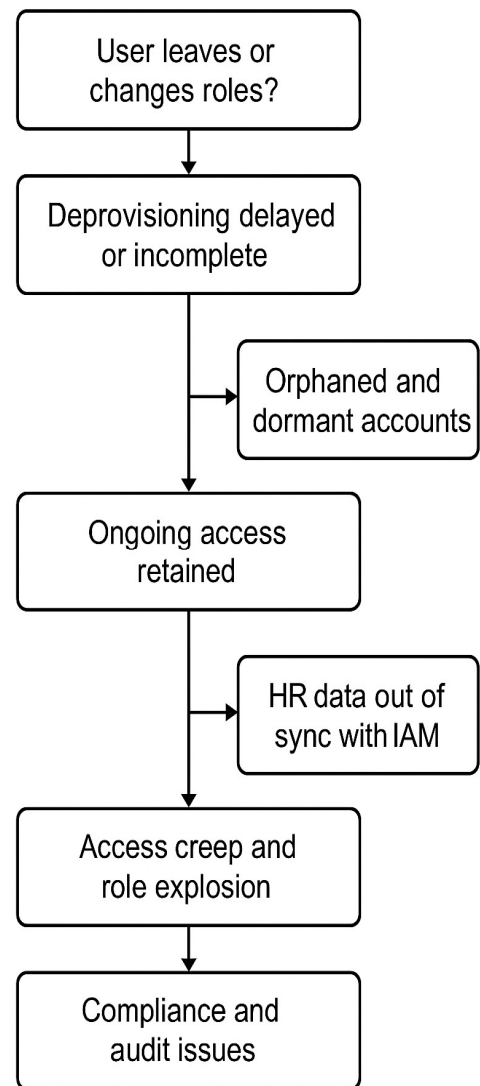 User leaves or
changes roles?
Deprovisioning delayed
or incomplete
Orphaned and
dormant accounts
Ongoing access
retained
HR data out of
sync with IAM
Access creep and
role explosion
Compliance and
audit issues